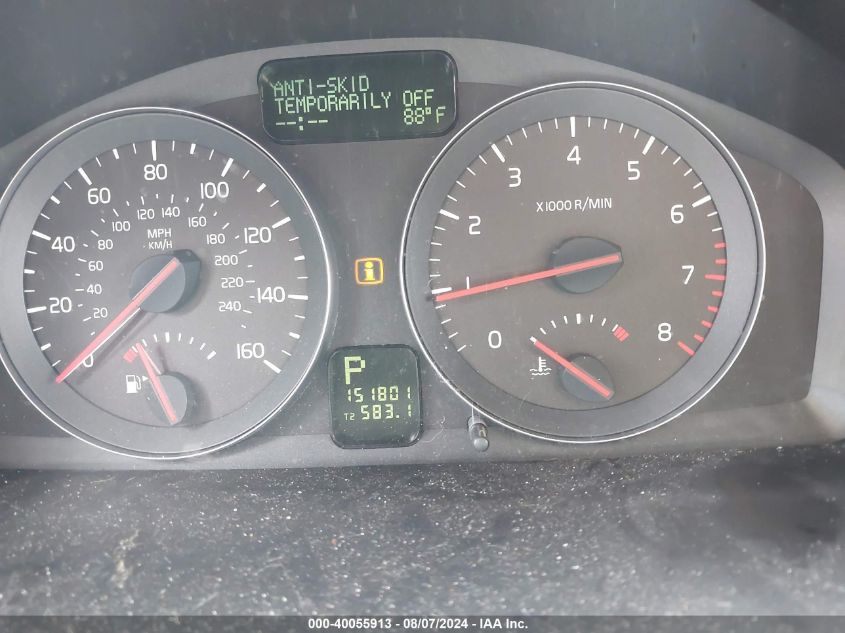 ANTI-SKID
TEMPORARILY OFF
--:-- 88°F
0 20 40 60 80 100 120 140 160
20 40 60 80 100 120 140 160 180 200 220 240
MPH
KM/H
0 1 2 3 4 5 6 7 8
X1000 R/MIN
P
151801
T2 583.1
000-40055913 - 08/07/2024 - IAA Inc.